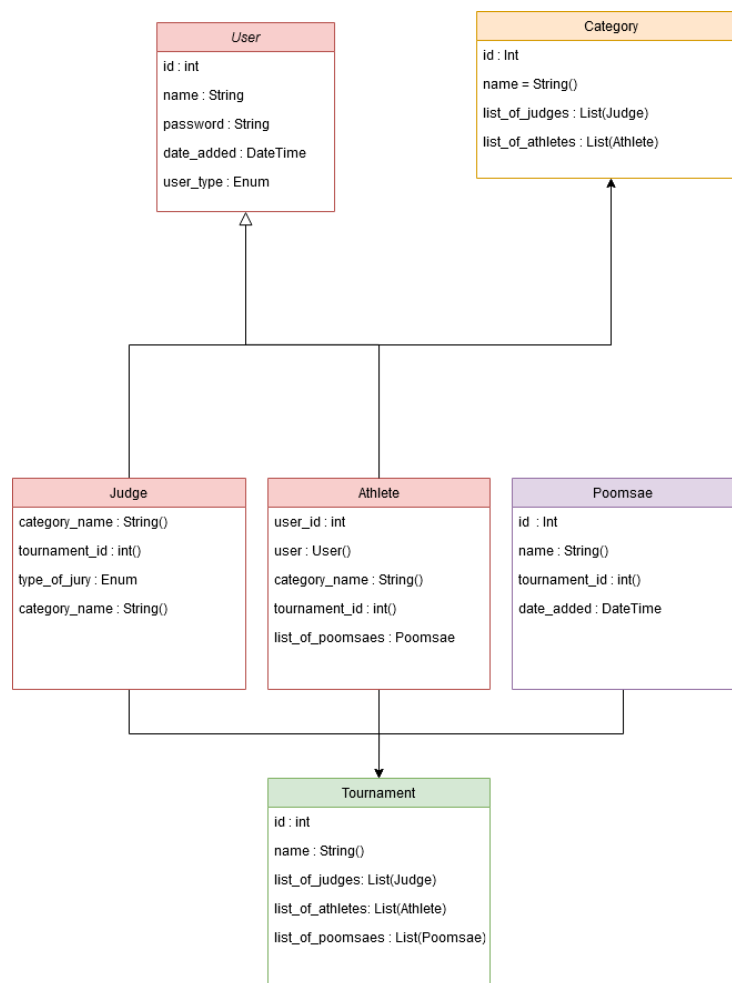 User
id : int
name : String
password : String
date_added : DateTime
user_type : Enum
Category
id : Int
name = String()
list_of_judges : List(Judge)
list_of_athletes : List(Athlete)
Judge
category_name : String()
tournament_id : int()
type_of_jury : Enum
category_name : String()
Athlete
user_id : int
user : User()
category_name : String()
tournament_id : int()
list_of_poomsaes : Poomsae
Poomsae
id : Int
name : String()
tournament_id : int()
date_added : DateTime
Tournament
id : int
name : String()
list_of_judges: List(Judge)
list_of_athletes: List(Athlete)
list_of_poomsaes : List(Poomsae)